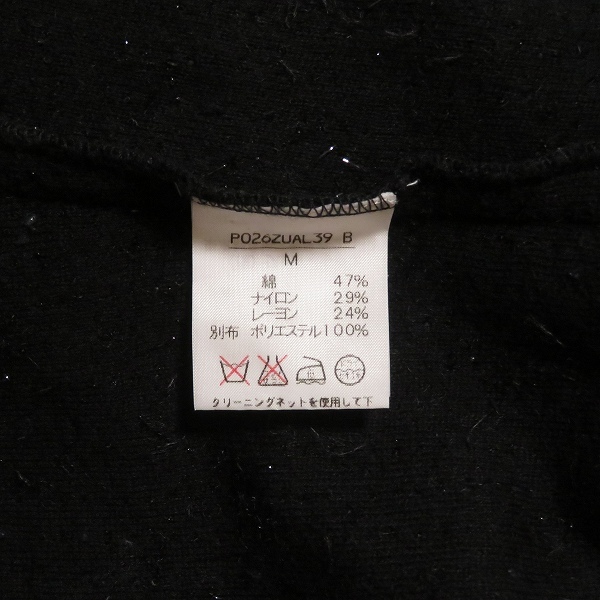 P026ZUAL39 B
M
綿 47%
ナイロン 29%
レーヨン 24%
別布 ポリエステル100%
クリーニングネットを使用して下